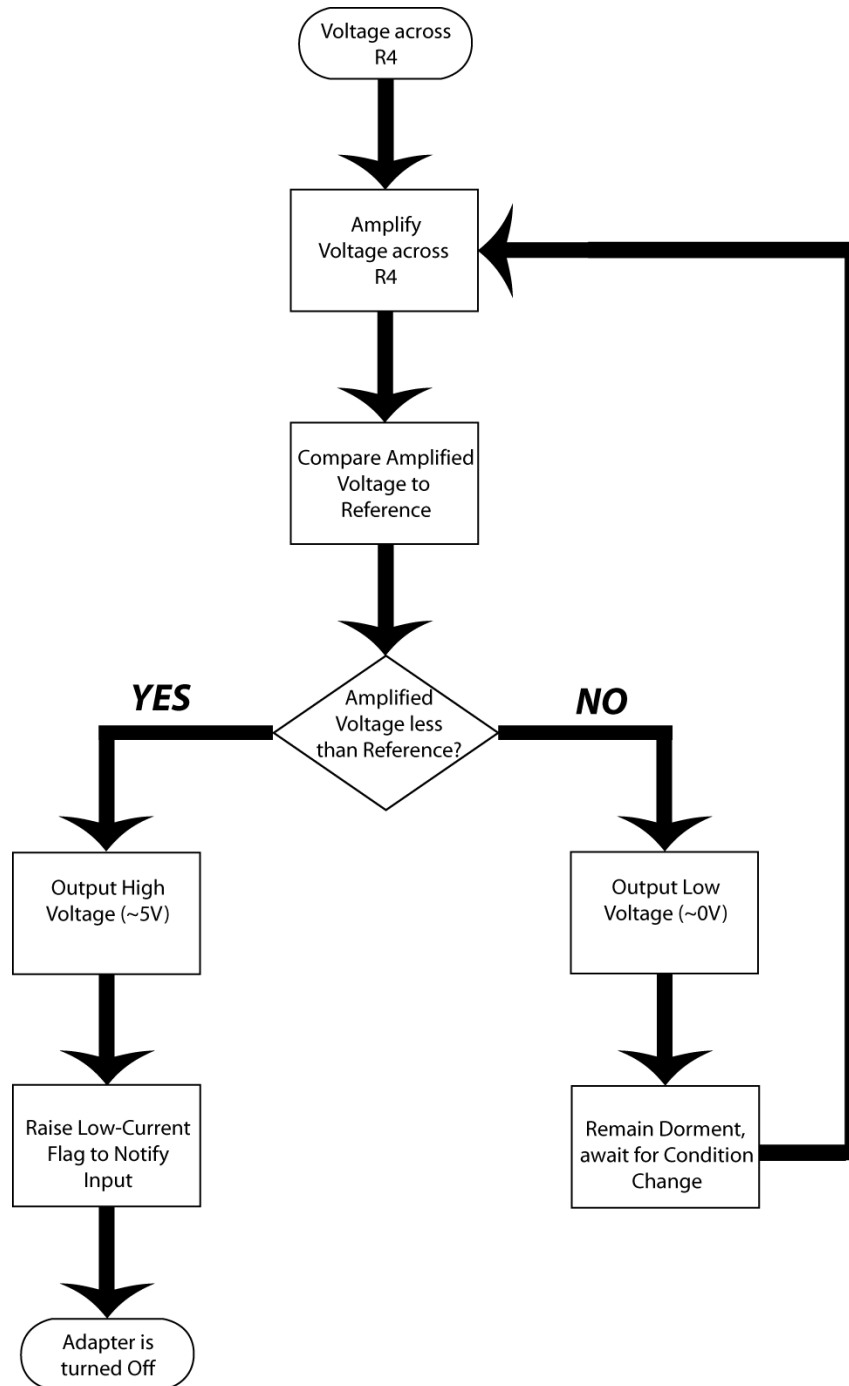 Voltage across
R4
Amplify
Voltage across
R4
Compare Amplified
Voltage to
Reference
YES
Amplified
Voltage less
than Reference?
NO
Output High
Voltage (~5V)
Output Low
Voltage (~0V)
Raise Low-Current
Flag to Notify
Input
Remain Dorment,
await for Condition
Change
Adapter is
turned Off